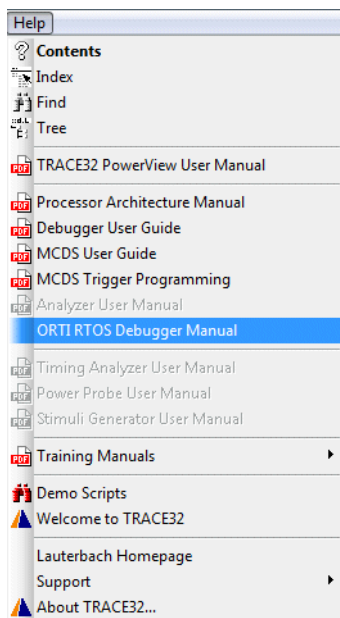 Help
Contents
Index
Find
Tree
TRACE32 PowerView User Manual
Processor Architecture Manual
Debugger User Guide
MCDS User Guide
MCDS Trigger Programming
Analyzer User Manual
ORTI RTOS Debugger Manual
Timing Analyzer User Manual
Power Probe User Manual
Stimuli Generator User Manual
Training Manuals
Demo Scripts
Welcome to TRACE32
Lauterbach Homepage
Support
About TRACE32...